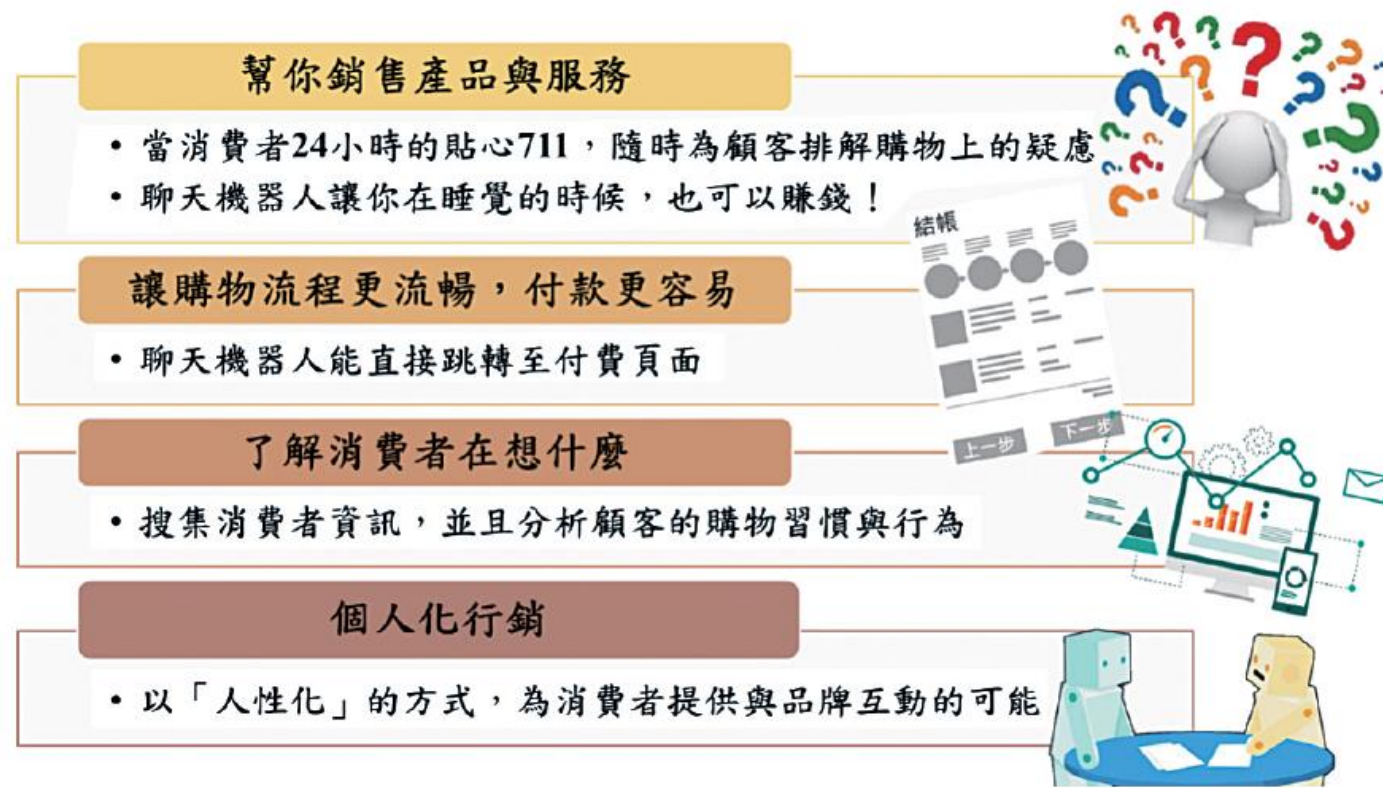 幫你銷售產品與服務
• 當消費者24小時的貼心711,隨時為顧客排解購物上的疑慮
• 聊天機器人讓你在睡覺的時候,也可以賺錢!
結帳
讓購物流程更流暢,付款更容易
• 聊天機器人能直接跳轉至付費頁面
上一步
下一步
了解消費者在想什麼
• 搜集消費者資訊,並且分析顧客的購物習慣與行為
個人化行銷
• 以「人性化」的方式,為消費者提供與品牌互動的可能